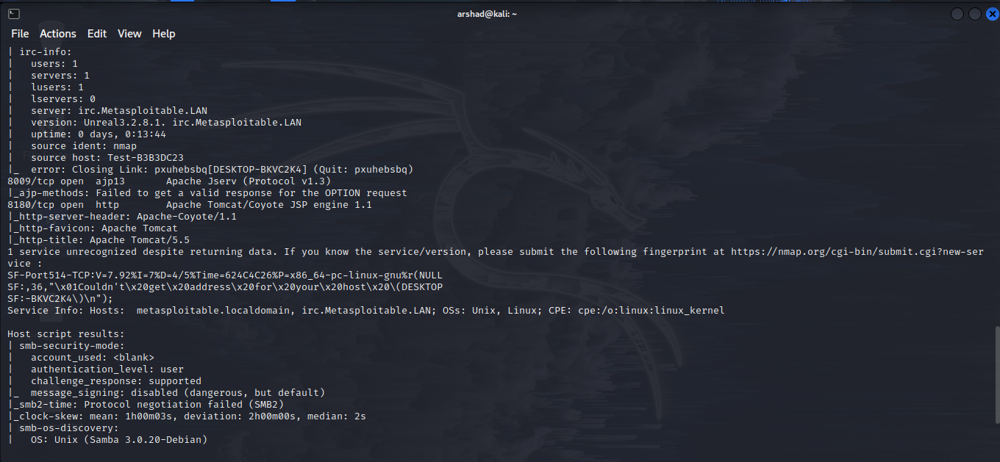 arshad@kali: ~
File Actions Edit View Help
| irc-info:
|   users: 1
|   servers: 1
|   lusers: 1
|   lservers: 0
|   server: irc.Metasploitable.LAN
|   version: Unreal3.2.8.1. irc.Metasploitable.LAN
|   uptime: 0 days, 0:13:44
|   source ident: nmap
|   source host: Test-B3B3DC23
|_  error: Closing Link: pxuhebsbq[DESKTOP-BKVC2K4] (Quit: pxuhebsbq)
8009/tcp open  ajp13       Apache Jserv (Protocol v1.3)
|_ajp-methods: Failed to get a valid response for the OPTION request
8180/tcp open  http        Apache Tomcat/Coyote JSP engine 1.1
|_http-server-header: Apache-Coyote/1.1
|_http-favicon: Apache Tomcat
|_http-title: Apache Tomcat/5.5
1 service unrecognized despite returning data. If you know the service/version, please submit the following fingerprint at https://nmap.org/cgi-bin/submit.cgi?new-ser
vice :
SF-Port514-TCP:V=7.92%I=7%D=4/5%Time=624C4C26%P=x86_64-pc-linux-gnu%r(NULL
SF:,36,"\x01Couldn't\x20get\x20address\x20for\x20your\x20host\x20\(DESKTOP
SF:-BKVC2K4\)\n");
Service Info: Hosts:  metasploitable.localdomain, irc.Metasploitable.LAN; OSs: Unix, Linux; CPE: cpe:/o:linux:linux_kernel

Host script results:
| smb-security-mode:
|   account_used: <blank>
|   authentication_level: user
|   challenge_response: supported
|_  message_signing: disabled (dangerous, but default)
|_smb2-time: Protocol negotiation failed (SMB2)
|_clock-skew: mean: 1h00m03s, deviation: 2h00m00s, median: 2s
| smb-os-discovery:
|   OS: Unix (Samba 3.0.20-Debian)